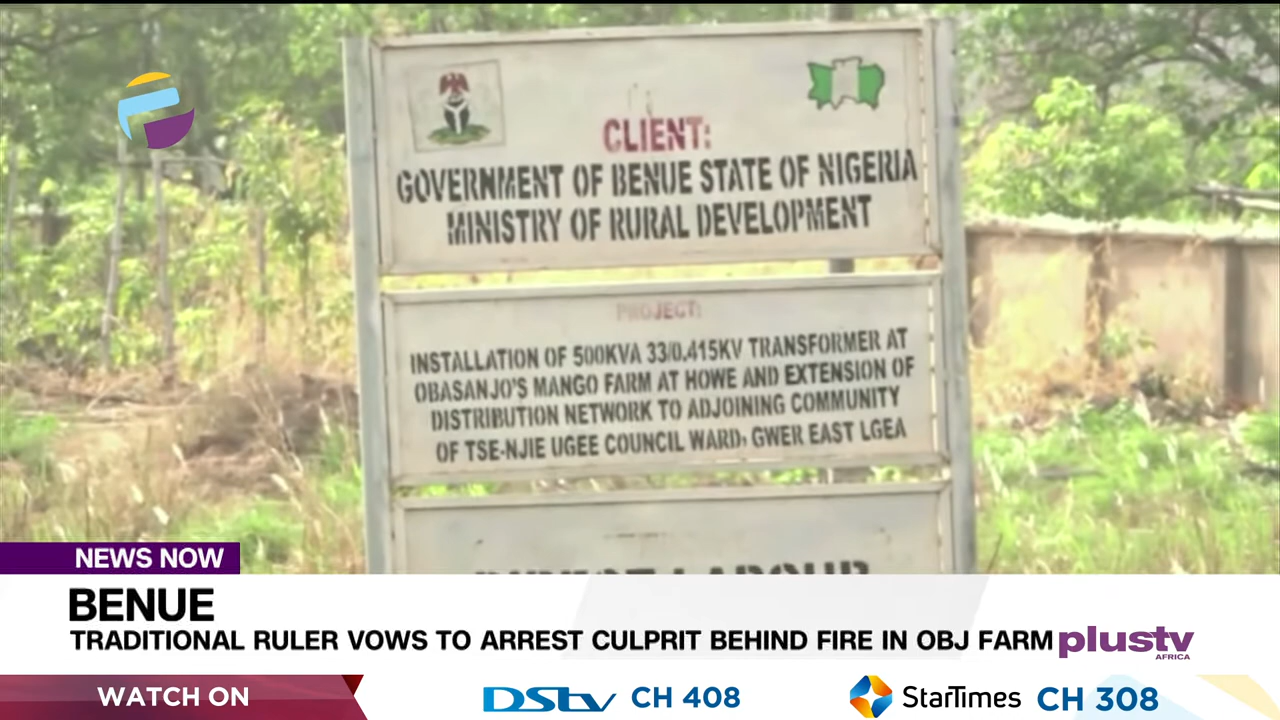 CLIENT:
GOVERNMENT OF BENUE STATE OF NIGERIA
MINISTRY OF RURAL DEVELOPMENT
PROJECT:
INSTALLATION OF 500KVA 33/0.415KV TRANSFORMER AT
OBASANJO'S MANGO FARM AT HOWE AND EXTENSION OF
DISTRIBUTION NETWORK TO ADJOINING COMMUNITY
OF TSE-NJIE UGEE COUNCIL WARD, GWER EAST LGEA
LABOUR
NEWS NOW
BENUE
TRADITIONAL RULER VOWS TO ARREST CULPRIT BEHIND FIRE IN OBJ FARM
plustv
AFRICA
WATCH ON
DStv CH 408
StarTimes CH 308